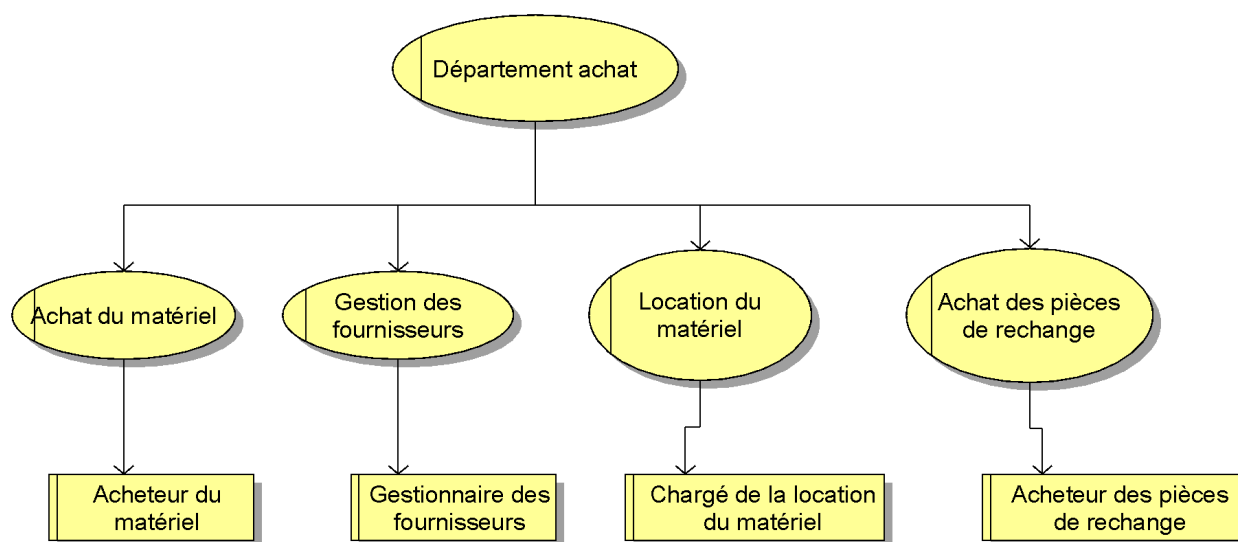 Département achat
Achat du matériel
Gestion des
fournisseurs
Location du
matériel
Achat des pièces
de rechange
Acheteur du
matériel
Gestionnaire des
fournisseurs
Chargé de la location
du matériel
Acheteur des pièces
de rechange